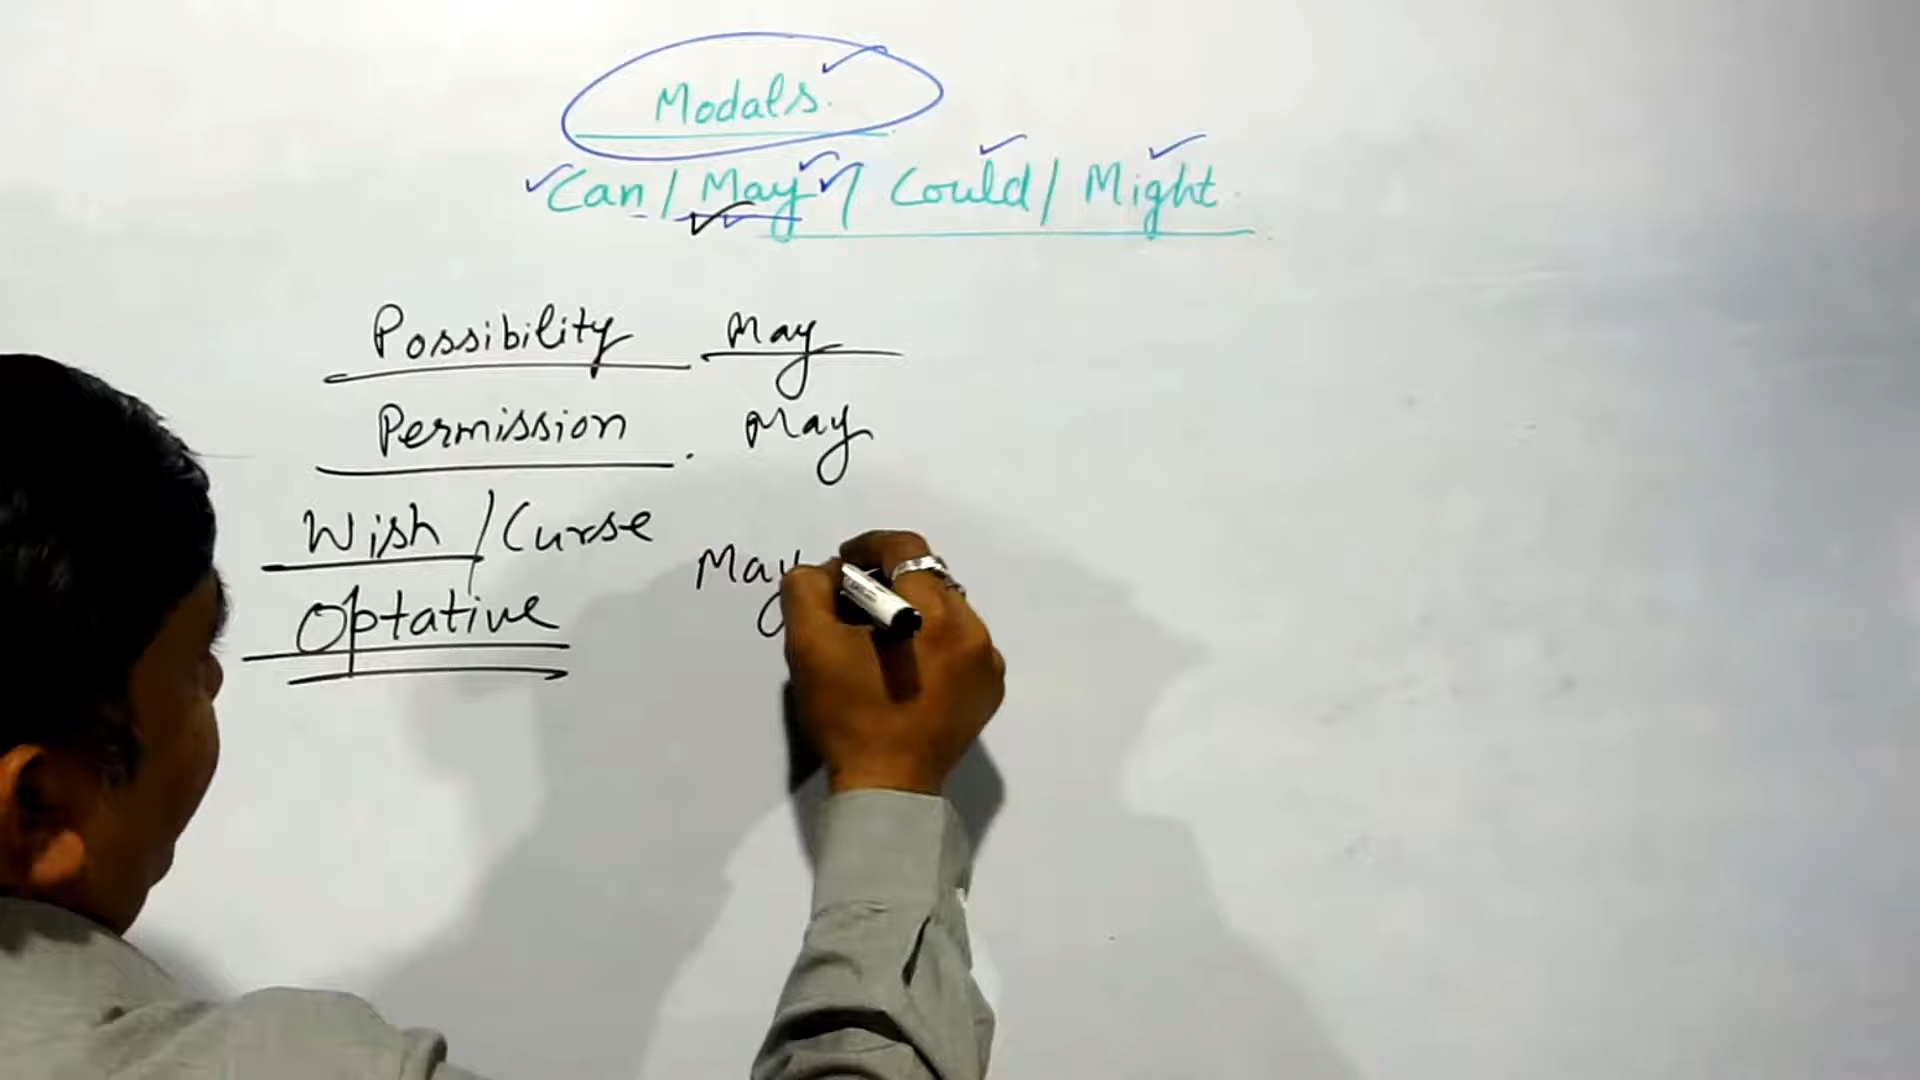 Modals.
Can / May / Could / Might.
Possibility May
Permission. May
Wish / Curse
May
Optative